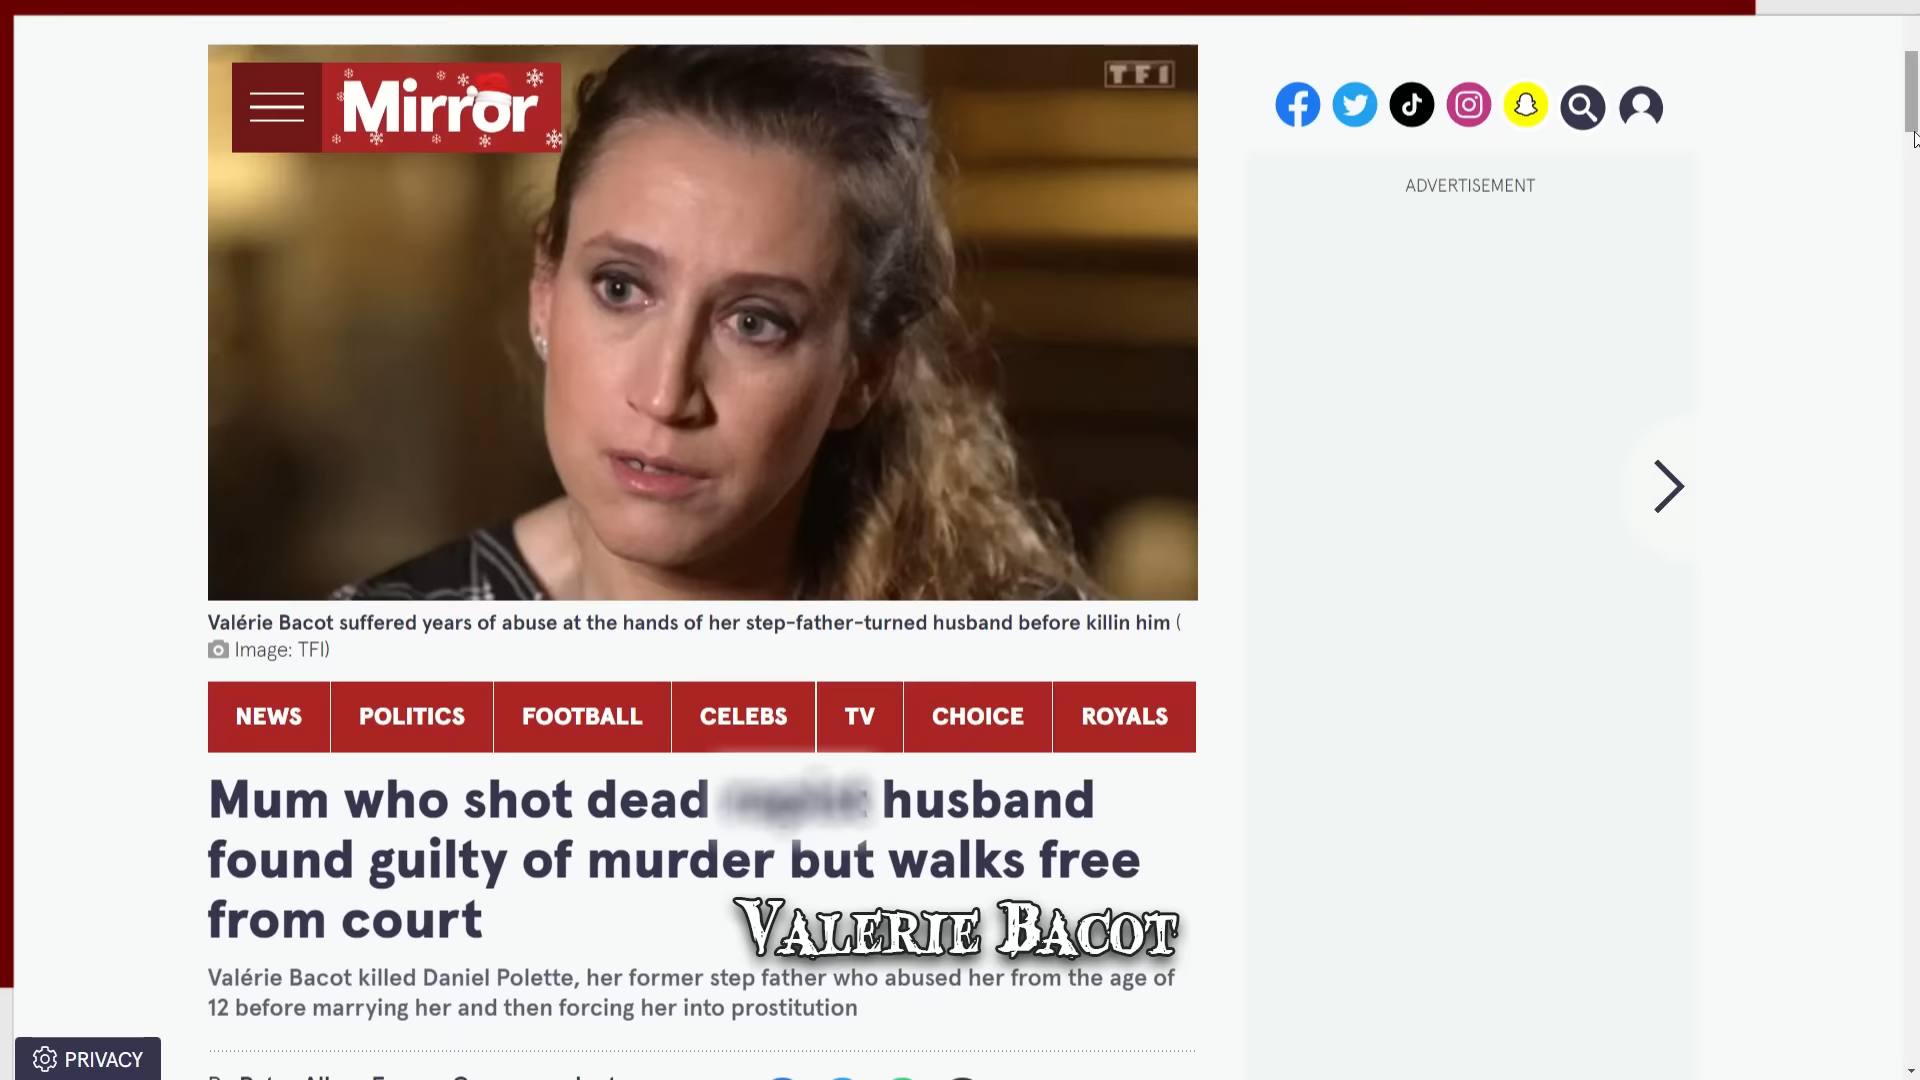 Mirror
TF1
ADVERTISEMENT
Valérie Bacot suffered years of abuse at the hands of her step-father-turned husband before killin him (
Image: TFI)
NEWS POLITICS FOOTBALL CELEBS TV CHOICE ROYALS
Mum who shot dead husband
found guilty of murder but walks free
from court
VALERIE BACOT
Valérie Bacot killed Daniel Polette, her former step father who abused her from the age of
12 before marrying her and then forcing her into prostitution
PRIVACY